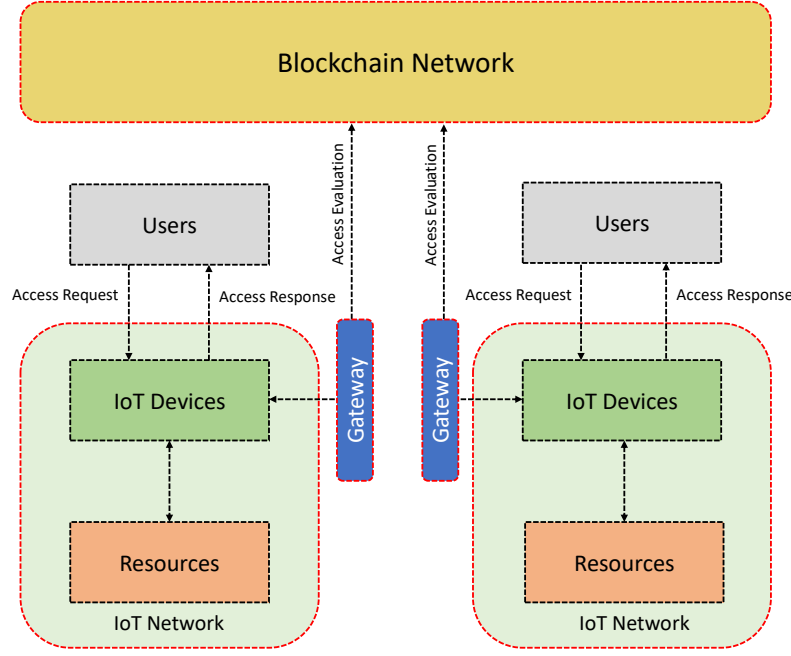 Blockchain Network
Access Evaluation
Access Evaluation
Users
Users
Access Request
Access Response
Access Request
Access Response
IoT Devices
Gateway
Gateway
IoT Devices
Resources
Resources
IoT Network
IoT Network